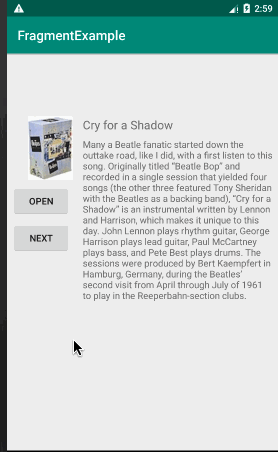 2:59
FragmentExample
Cry for a Shadow
Many a Beatle fanatic started down the
outtake road, like I did, with a first listen to this
song. Originally titled "Beatle Bop" and
recorded in a single session that yielded four
songs (the other three featured Tony Sheridan
with the Beatles as a backing band), "Cry for a
Shadow" is an instrumental written by Lennon
and Harrison, which makes it unique to this
day. John Lennon plays rhythm guitar, George
Harrison plays lead guitar, Paul McCartney
plays bass, and Pete Best plays drums. The
sessions were produced by Bert Kaempfert in
Hamburg, Germany, during the Beatles'
second visit from April through July of 1961
to play in the Reeperbahn-section clubs.
OPEN
NEXT